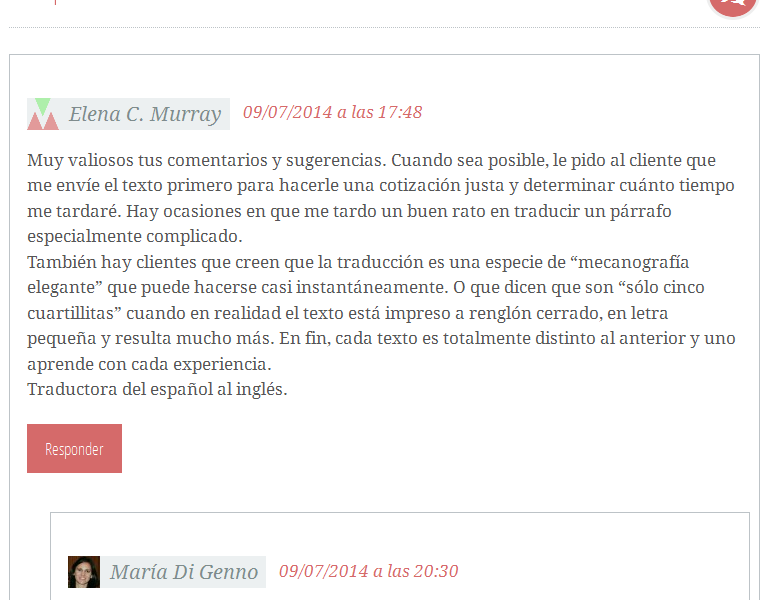 Elena C. Murray 09/07/2014 a las 17:48
Muy valiosos tus comentarios y sugerencias. Cuando sea posible, le pido al cliente que
me envíe el texto primero para hacerle una cotización justa y determinar cuánto tiempo
me tardaré. Hay ocasiones en que me tardo un buen rato en traducir un párrafo
especialmente complicado.
También hay clientes que creen que la traducción es una especie de “mecanografía
elegante” que puede hacerse casi instantáneamente. O que dicen que son “sólo cinco
cuartillitas” cuando en realidad el texto está impreso a renglón cerrado, en letra
pequeña y resulta mucho más. En fin, cada texto es totalmente distinto al anterior y uno
aprende con cada experiencia.
Traductora del español al inglés.
Responder
María Di Genno 09/07/2014 a las 20:30